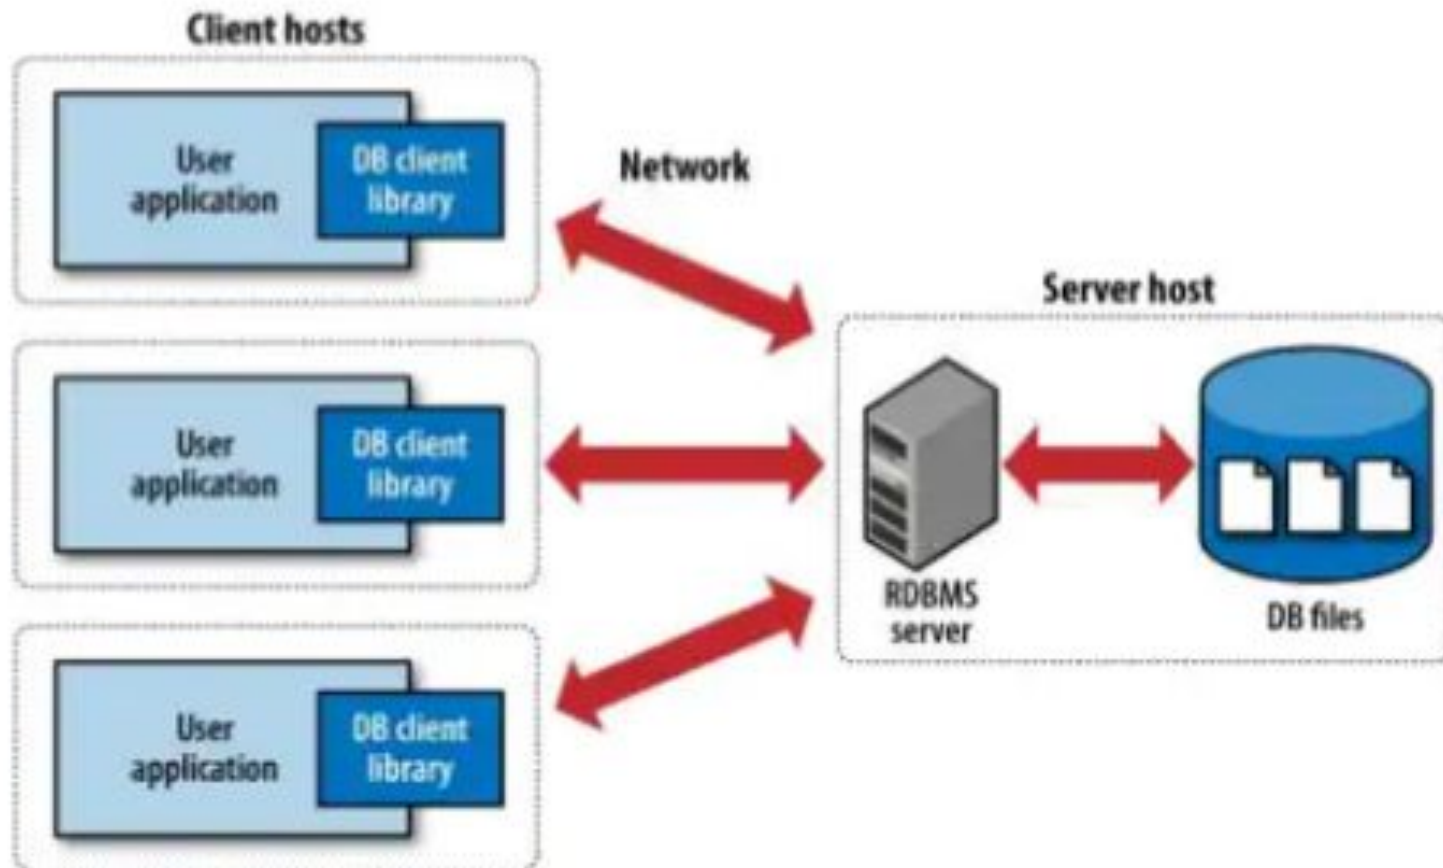 Client hosts
User
application
DB client
library
Network
User
application
DB client
library
Server host
RDBMS
server
DB files
User
application
DB client
library